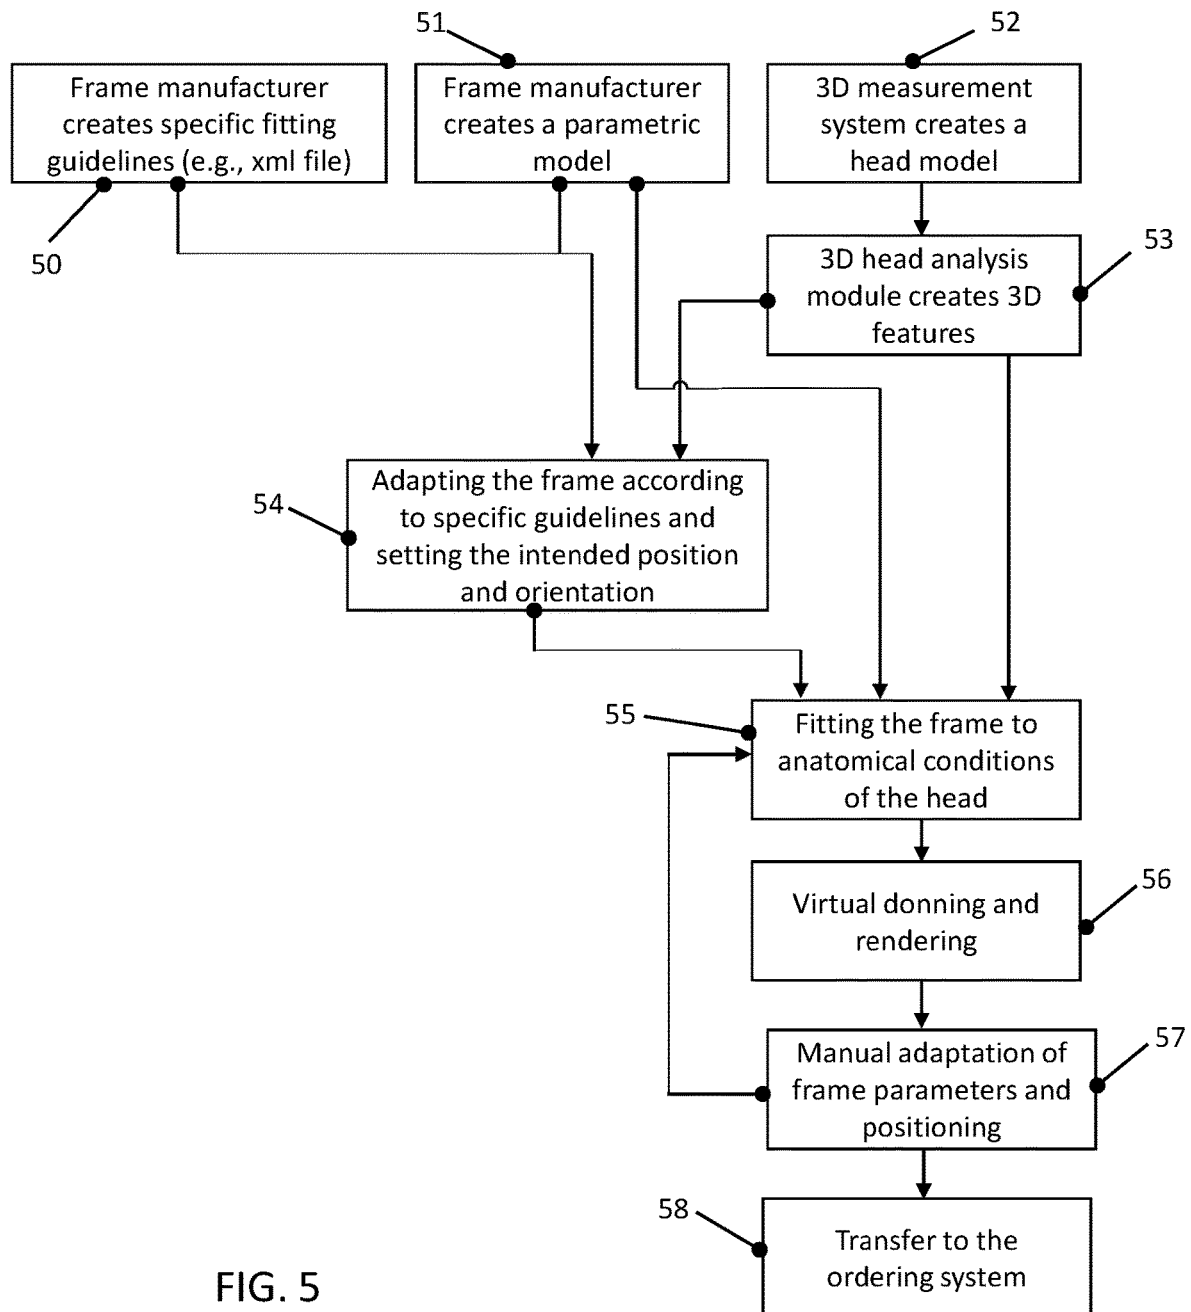 51
52
Frame manufacturer
creates specific fitting
guidelines (e.g., xml file)
Frame manufacturer
creates a parametric
model
3D measurement
system creates a
head model
50
53
3D head analysis
module creates 3D
features
54
Adapting the frame according
to specific guidelines and
setting the intended position
and orientation
55
Fitting the frame to
anatomical conditions
of the head
56
Virtual donning and
rendering
57
Manual adaptation of
frame parameters and
positioning
58
Transfer to the
ordering system
FIG. 5